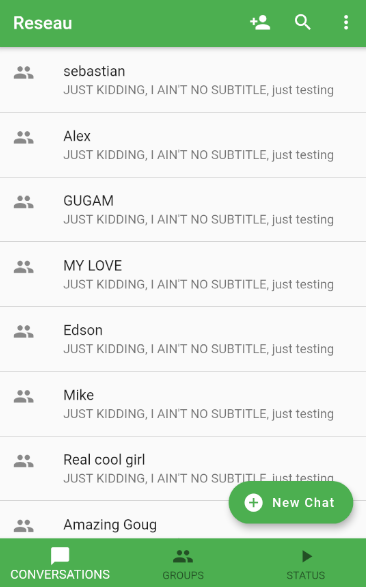 Reseau
sebastian
JUST KIDDING, I AIN'T NO SUBTITLE, just testing
Alex
JUST KIDDING, I AIN'T NO SUBTITLE, just testing
GUGAM
JUST KIDDING, I AIN'T NO SUBTITLE, just testing
MY LOVE
JUST KIDDING, I AIN'T NO SUBTITLE, just testing
Edson
JUST KIDDING, I AIN'T NO SUBTITLE, just testing
Mike
JUST KIDDING, I AIN'T NO SUBTITLE, just testing
Real cool girl
JUST KIDDING, I AIN'T NO SUBTITLE, just testing
New Chat
Amazing Goug
CONVERSATIONS
GROUPS
STATUS